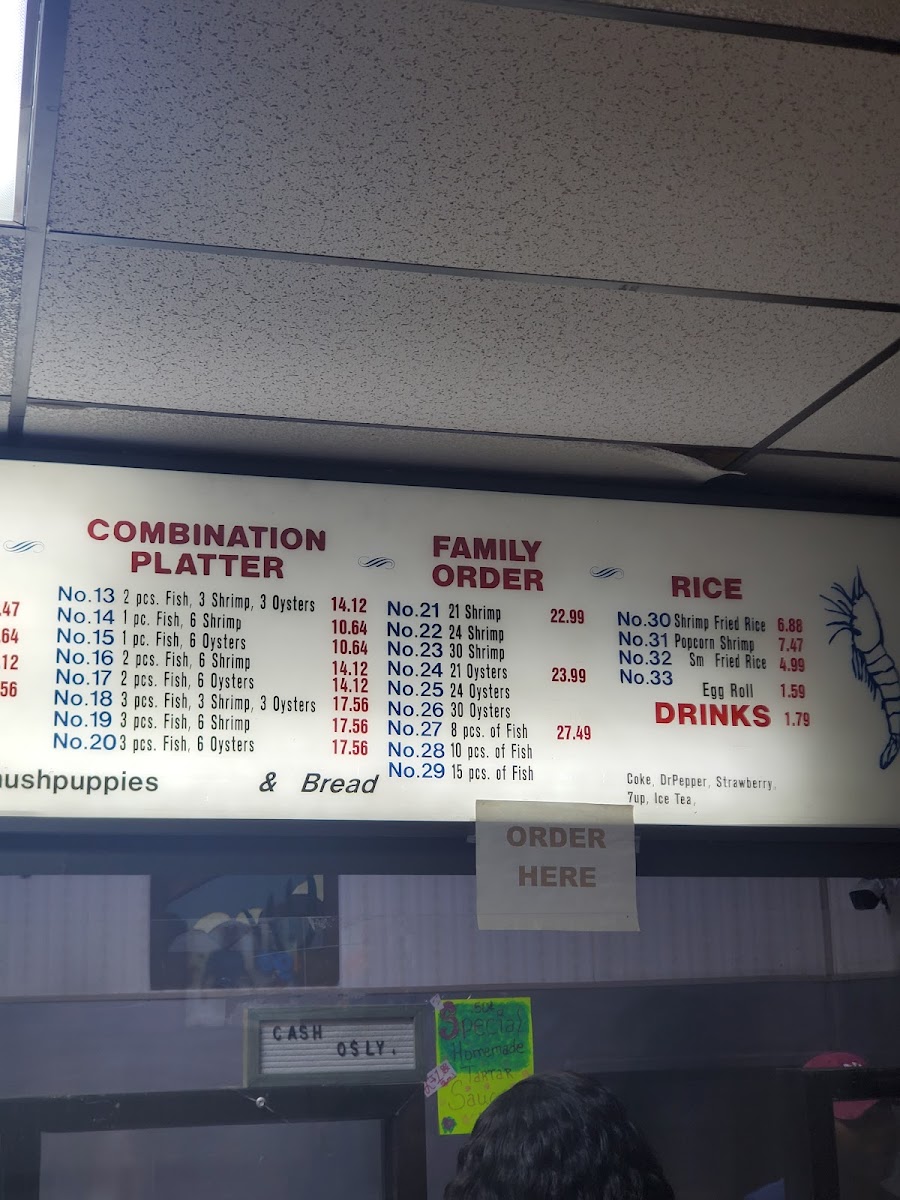 .47
.64
.12
.56
COMBINATION
PLATTER
No.13 2 pcs. Fish, 3 Shrimp, 3 Oysters 14.12
No.14 1 pc. Fish, 6 Shrimp 10.64
No.15 1 pc. Fish, 6 Oysters 10.64
No.16 2 pcs. Fish, 6 Shrimp 14.12
No.17 2 pcs. Fish, 6 Oysters 14.12
No.18 3 pcs. Fish, 3 Shrimp, 3 Oysters 17.56
No.19 3 pcs. Fish, 6 Shrimp 17.56
No.20 3 pcs. Fish, 6 Oysters 17.56
hushpuppies & Bread
FAMILY
ORDER
No.21 21 Shrimp 22.99
No.22 24 Shrimp
No.23 30 Shrimp
No.24 21 Oysters 23.99
No.25 24 Oysters
No.26 30 Oysters
No.27 8 pcs. of Fish 27.49
No.28 10 pcs. of Fish
No.29 15 pcs. of Fish
RICE
No.30 Shrimp Fried Rice 6.88
No.31 Popcorn Shrimp 7.47
No.32 Sm Fried Rice 4.99
No.33
Egg Roll 1.59
DRINKS 1.79
Coke, DrPepper, Strawberry,
7up, Ice Tea,
ORDER
HERE
CASH
O$LY.
Special
Homemade
Tartar
Sauce